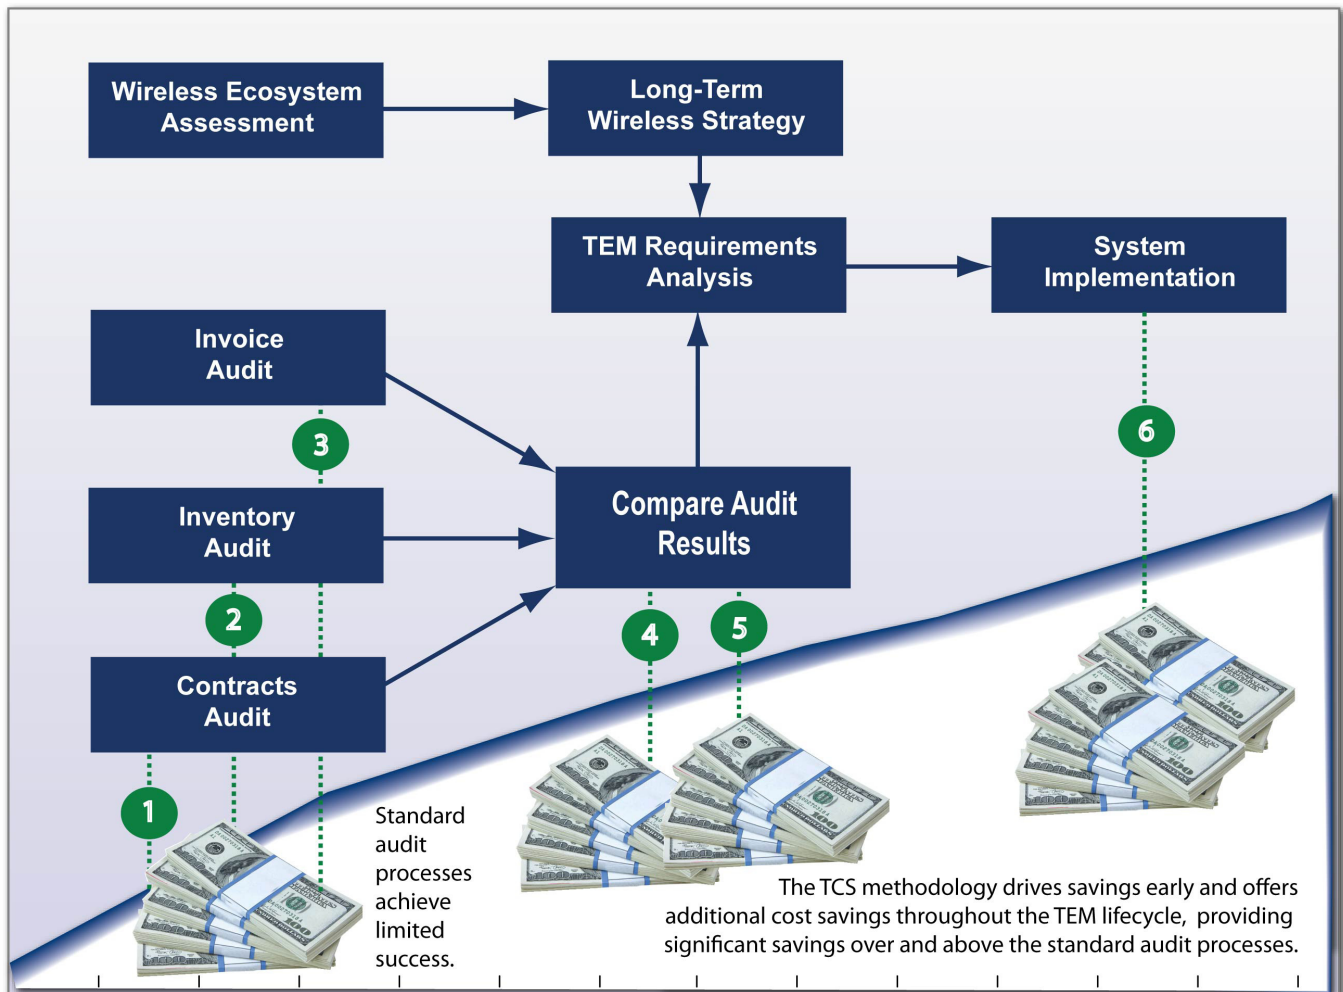 Wireless Ecosystem
Assessment
Long-Term
Wireless Strategy
TEM Requirements
Analysis
System
Implementation
Invoice
Audit
3
6
Inventory
Audit
Compare Audit
Results
2
4
5
Contracts
Audit
1
Standard
audit
processes
achieve
limited
success.
The TCS methodology drives savings early and offers
additional cost savings throughout the TEM lifecycle, providing
significant savings over and above the standard audit processes.